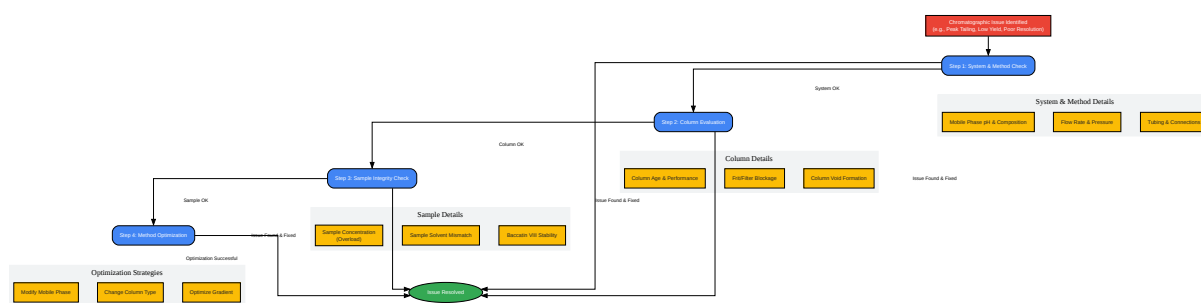 Chromatographic Issue Identified
(e.g., Peak Tailing, Low Yield, Poor Resolution)
Step 1: System & Method Check
System OK
System & Method Details
Mobile Phase pH & Composition
Flow Rate & Pressure
Tubing & Connections
Step 2: Column Evaluation
Column OK
Column Details
Column Age & Performance
Frit/Filter Blockage
Column Void Formation
Issue Found & Fixed
Step 3: Sample Integrity Check
Sample OK
Issue Found & Fixed
Sample Details
Sample Concentration
(Overload)
Sample Solvent Mismatch
Baccatin VIII Stability
Step 4: Method Optimization
Issue Found & Fixed
Optimization Successful
Optimization Strategies
Modify Mobile Phase
Change Column Type
Optimize Gradient
Issue Resolved